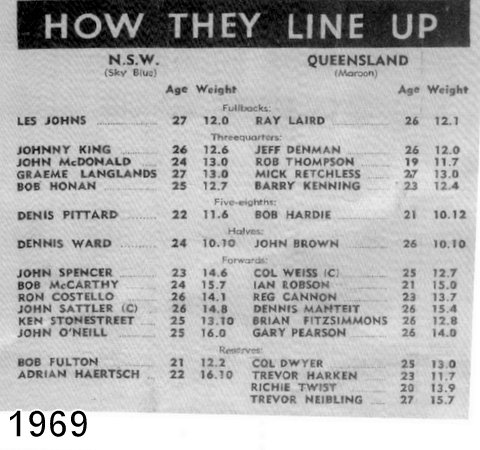 HOW THEY LINE UP
N.S.W. QUEENSLAND
(Sky Blue) (Maroon)
Age Weight Age Weight
Fullbacks:
LES JOHNS 27 12.0 RAY LAIRD 26 12.1
Threequarters:
JOHNNY KING 26 12.6 JEFF DENMAN 26 12.0
JOHN McDONALD 24 13.0 ROB THOMPSON 19 11.7
GRAEME LANGLANDS 27 13.0 MICK RETCHLESS 27 13.0
BOB HONAN 25 12.7 BARRY KENNING 23 12.4
Five-eighths:
DENIS PITTARD 22 11.6 BOB HARDIE 21 10.12
Halves:
DENNIS WARD 24 10.10 JOHN BROWN 26 10.10
Forwards:
JOHN SPENCER 23 14.6 COL WEISS (C) 25 12.7
BOB McCARTHY 24 15.7 IAN ROBSON 21 15.0
RON COSTELLO 26 14.1 REG CANNON 23 13.7
JOHN SATTLER (C) 26 14.8 DENNIS MANTEIT 26 15.4
KEN STONESTREET 25 13.10 BRIAN FITZSIMMONS 26 12.8
JOHN O'NEILL 25 16.0 GARY PEARSON 26 14.0
Reserves:
BOB FULTON 21 12.2 COL DWYER 25 13.0
ADRIAN HAERTSCH 22 16.10 TREVOR HARKEN 23 11.7
RICHIE TWIST 20 13.9
TREVOR NEIBLING 27 15.7
1969